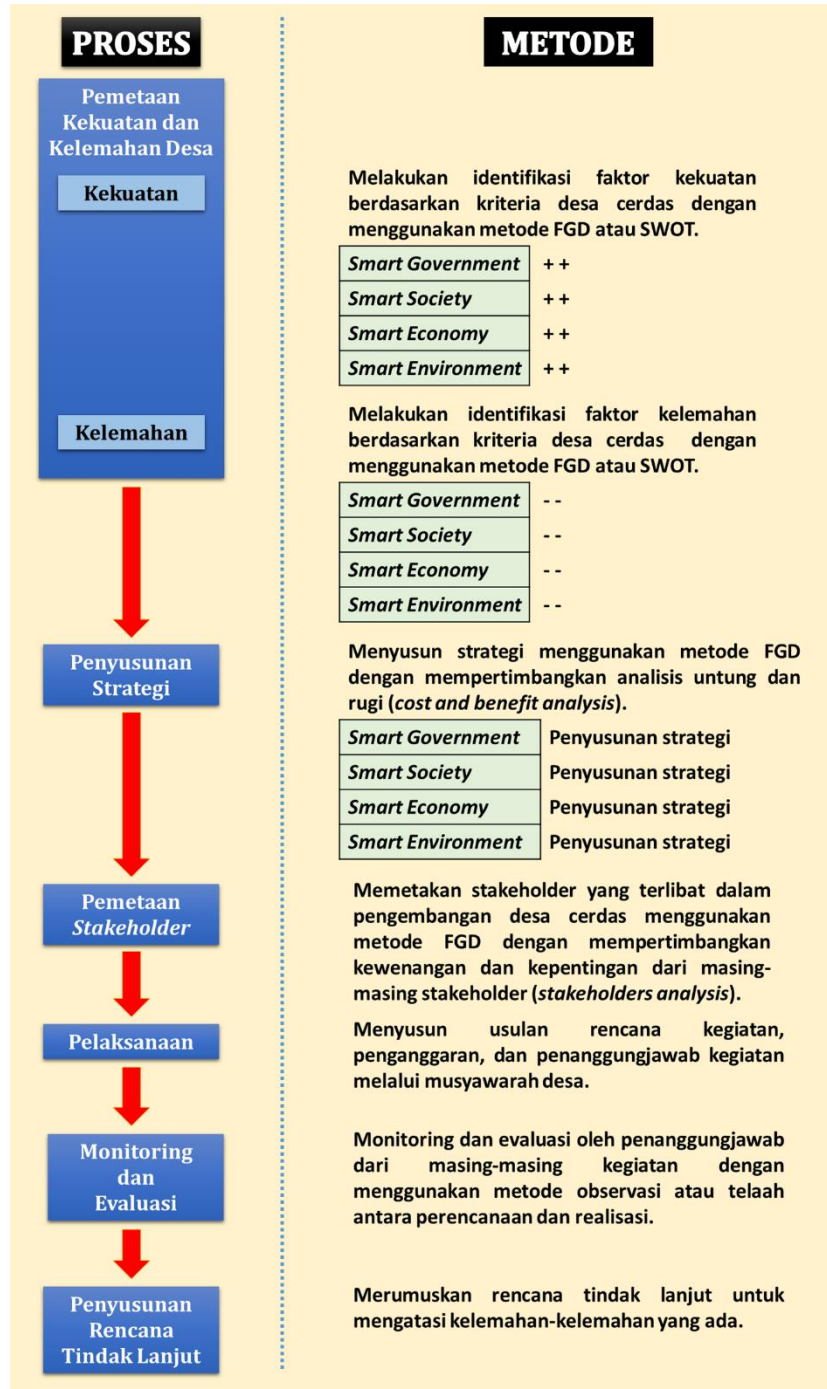 PROSES
METODE
Pemetaan
Kekuatan dan
Kelemahan Desa
Kekuatan
Melakukan identifikasi faktor kekuatan
berdasarkan kriteria desa cerdas dengan
menggunakan metode FGD atau SWOT.
Smart Government + +
Smart Society + +
Smart Economy + +
Smart Environment + +
Kelemahan
Melakukan identifikasi faktor kelemahan
berdasarkan kriteria desa cerdas dengan
menggunakan metode FGD atau SWOT.
Smart Government - -
Smart Society - -
Smart Economy - -
Smart Environment - -
Penyusunan
Strategi
Menyusun strategi menggunakan metode FGD
dengan mempertimbangkan analisis untung dan
rugi (cost and benefit analysis).
Smart Government Penyusunan strategi
Smart Society Penyusunan strategi
Smart Economy Penyusunan strategi
Smart Environment Penyusunan strategi
Pemetaan
Stakeholder
Memetakan stakeholder yang terlibat dalam
pengembangan desa cerdas menggunakan
metode FGD dengan mempertimbangkan
kewenangan dan kepentingan dari masing-
masing stakeholder (stakeholders analysis).
Pelaksanaan
Menyusun usulan rencana kegiatan,
penganggaran, dan penanggungjawab kegiatan
melalui musyawarah desa.
Monitoring
dan
Evaluasi
Monitoring dan evaluasi oleh penanggungjawab
dari masing-masing kegiatan dengan
menggunakan metode observasi atau telaah
antara perencanaan dan realisasi.
Penyusunan
Rencana
Tindak Lanjut
Merumuskan rencana tindak lanjut untuk
mengatasi kelemahan-kelemahan yang ada.